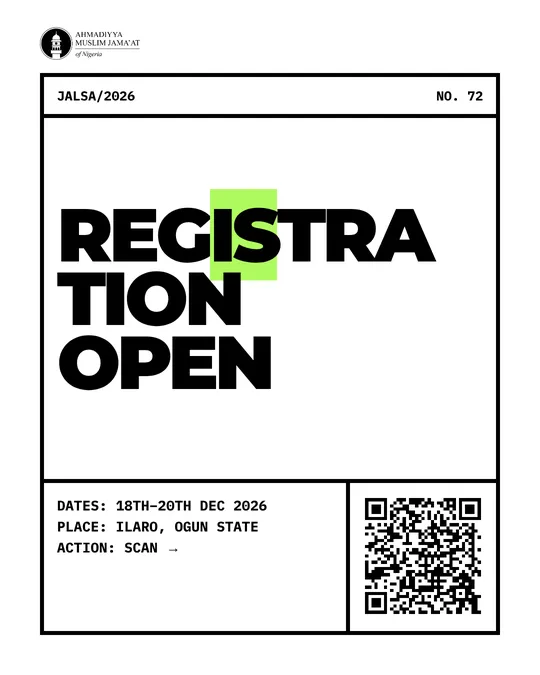 AHMADIYYA
MUSLIM JAMA'AT
of Nigeria
JALSA/2026
NO. 72
REGISTRA
TION
OPEN
DATES: 18TH–20TH DEC 2026
PLACE: ILARO, OGUN STATE
ACTION: SCAN →